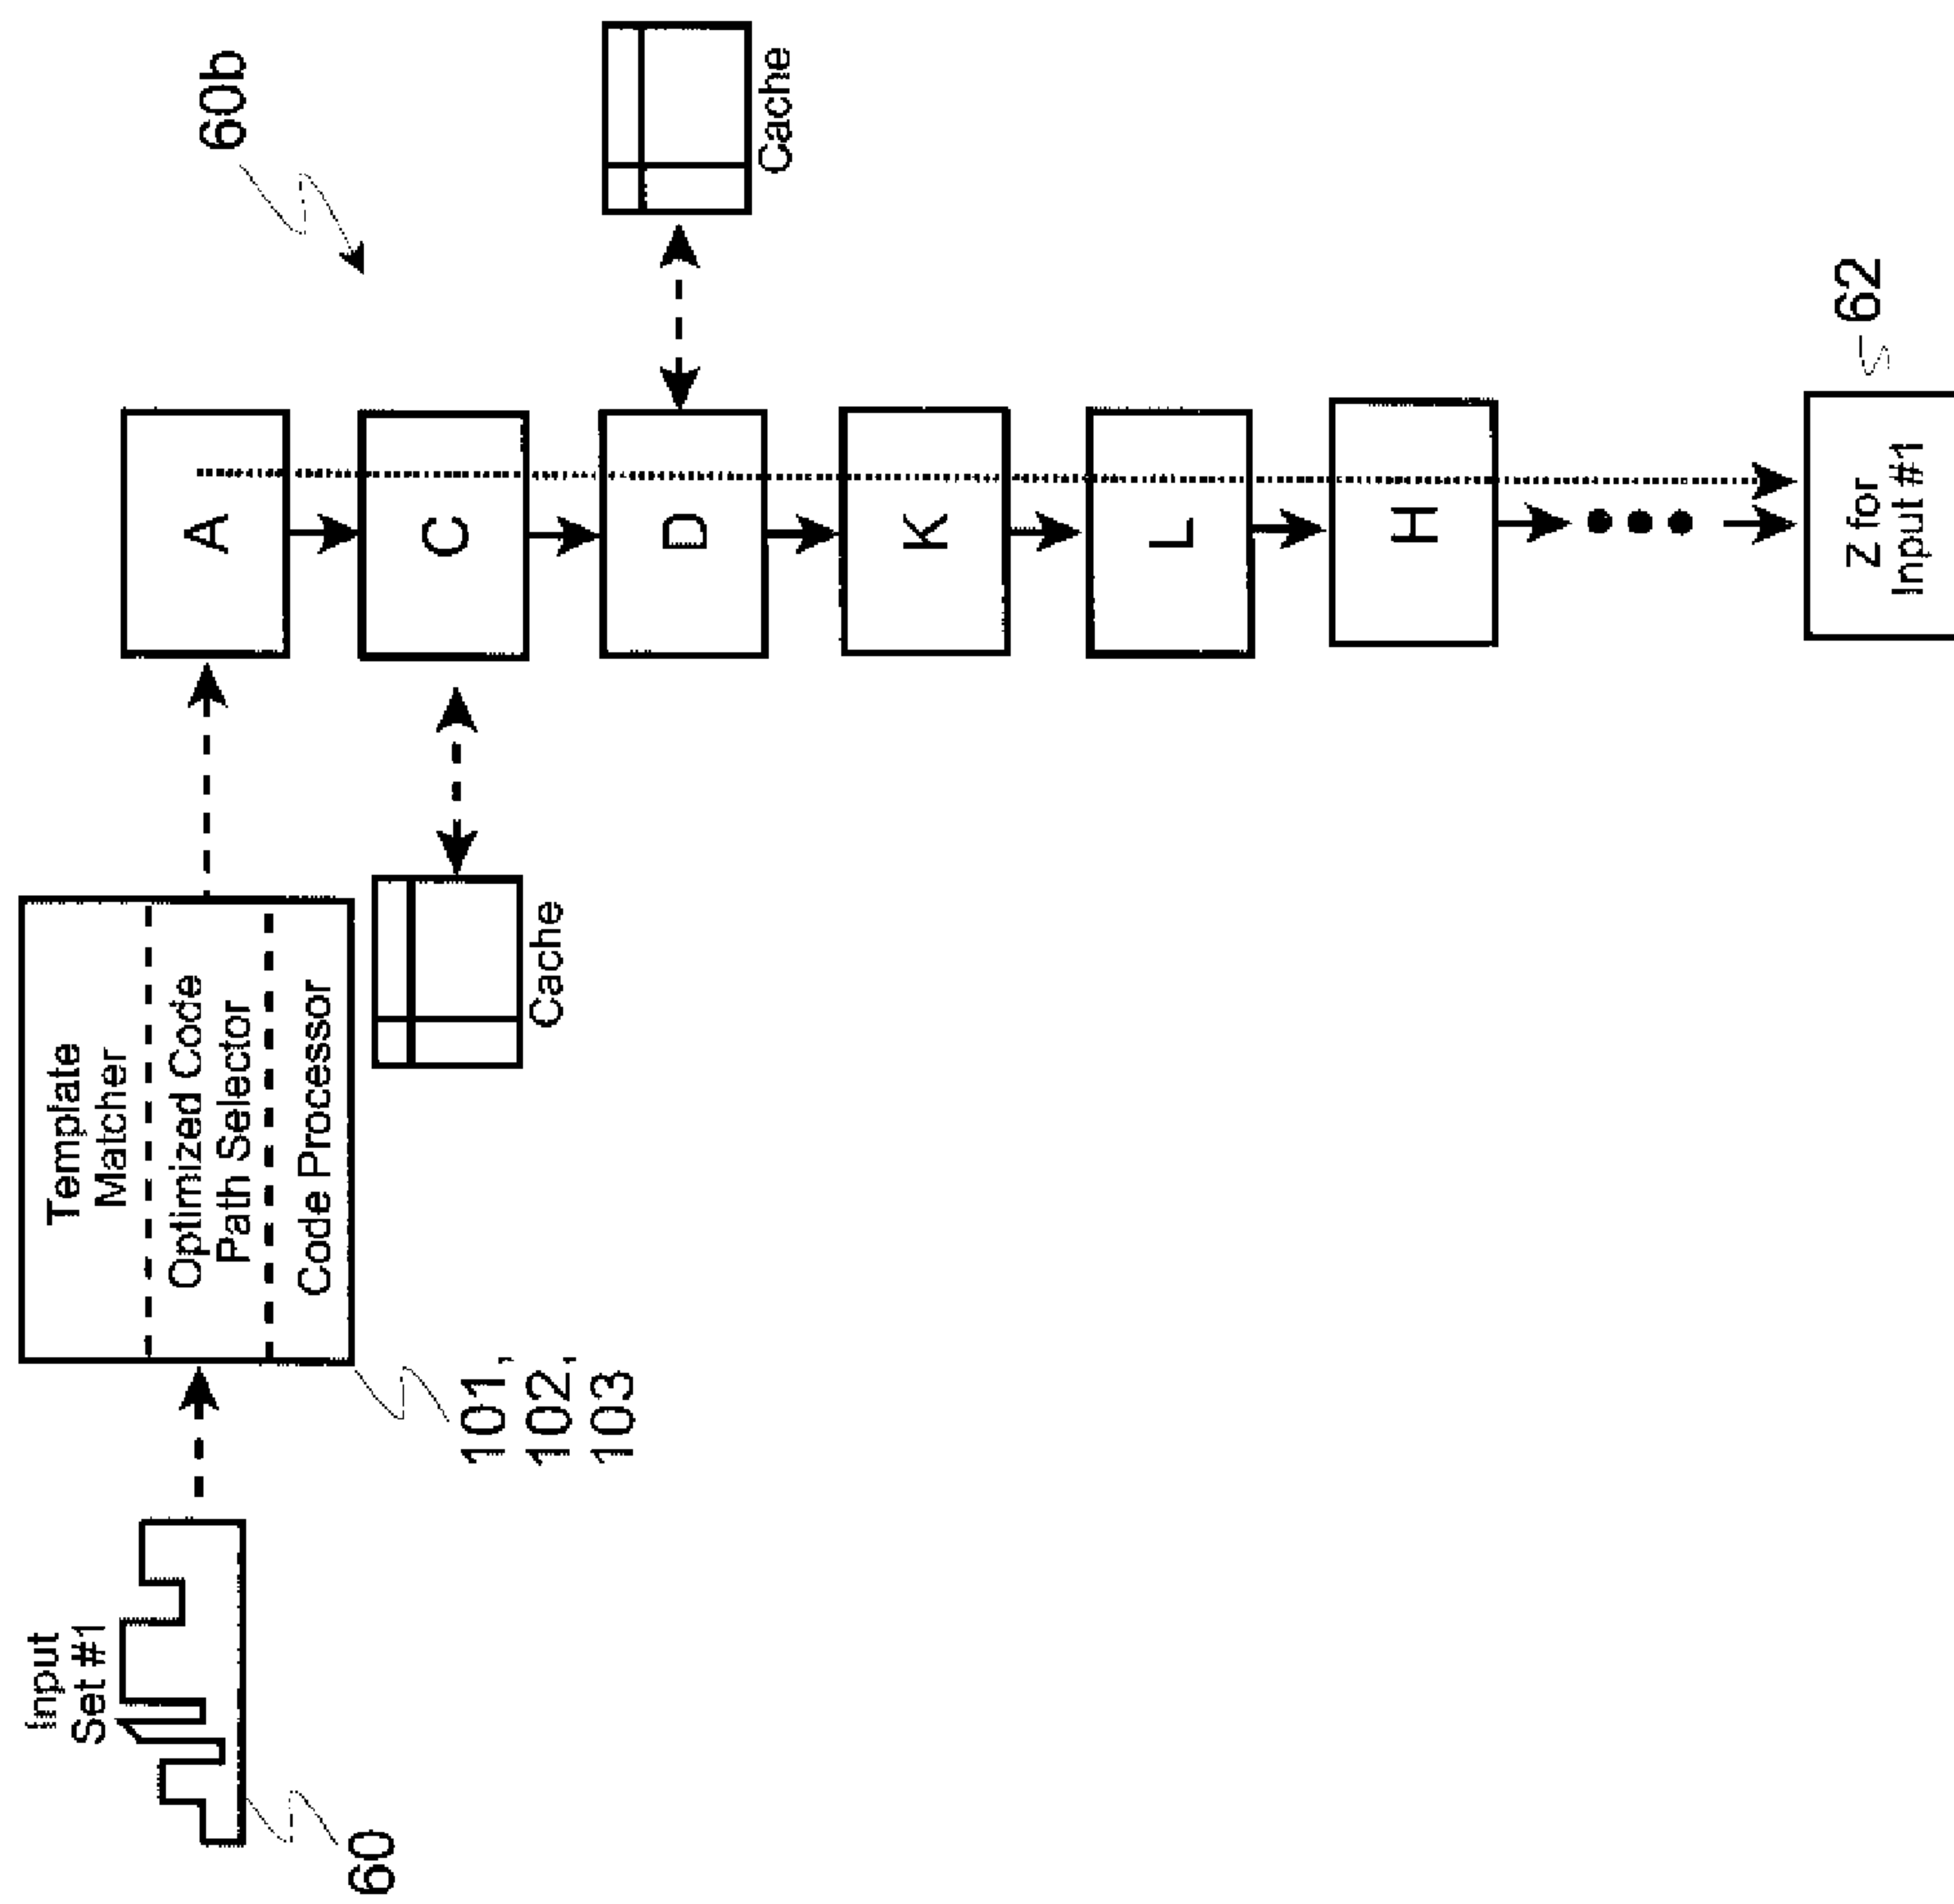 Input
Set #1
60
Template
Matcher
Optimized Code
Path Selector
Code Processor
101,
102,
103
Cache
A
C
D
K
L
H
Z for
Input #1
62
60b
Cache